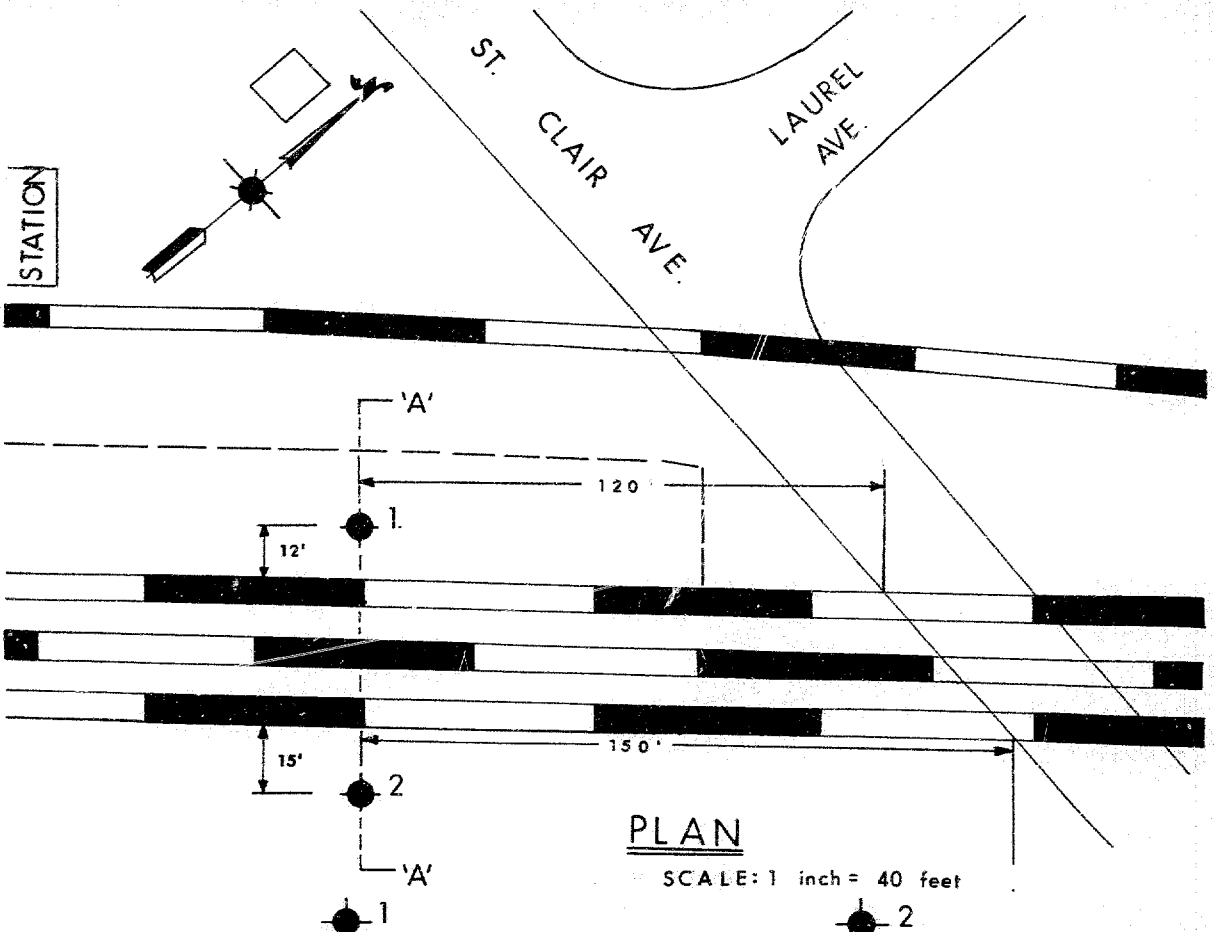 ST.
CLAIR
AVE.
LAUREL
AVE.
STATION
'A'
120'
1.
12'
150'
15'
2
PLAN
'A'
SCALE: 1 inch = 40 feet
1
2